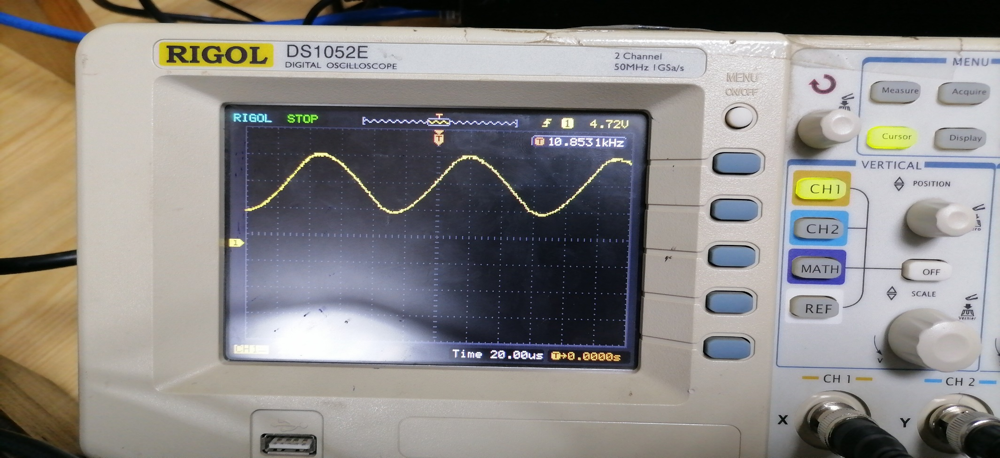 RIGOL DS1052E
DIGITAL OSCILLOSCOPE
2 Channel
50MHz 1GSa/s
MENU
ON/OFF
RIGOL STOP
T
1 4.72V
T
T 10.8531kHz
1
CH1
Time 20.00us T→0.0000s
MENU
Measure
Acquire
Cursor
Display
VERTICAL
CH1
POSITION
CH2
MATH
OFF
SCALE
REF
Vernier
V
CH 1
CH 2
X
Y